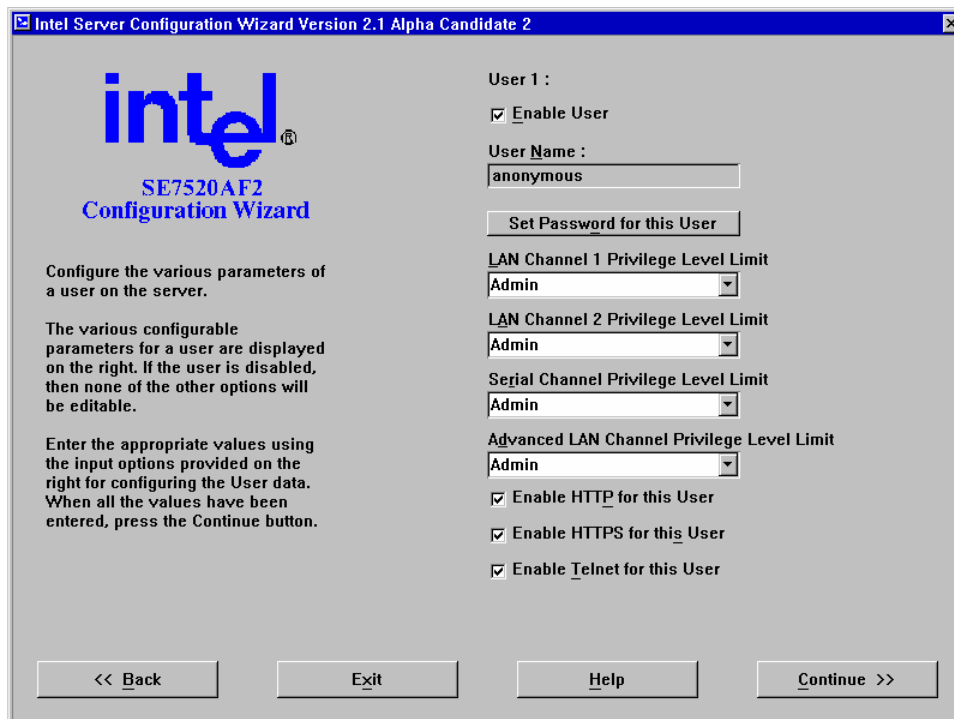 Intel Server Configuration Wizard Version 2.1 Alpha Candidate 2
intel®
SE7520AF2
Configuration Wizard
Configure the various parameters of
a user on the server.
The various configurable
parameters for a user are displayed
on the right. If the user is disabled,
then none of the other options will
be editable.
Enter the appropriate values using
the input options provided on the
right for configuring the User data.
When all the values have been
entered, press the Continue button.
User 1 :
Enable User
User Name :
anonymous
Set Password for this User
LAN Channel 1 Privilege Level Limit
Admin
LAN Channel 2 Privilege Level Limit
Admin
Serial Channel Privilege Level Limit
Admin
Advanced LAN Channel Privilege Level Limit
Admin
Enable HTTP for this User
Enable HTTPS for this User
Enable Telnet for this User
<< Back
Exit
Help
Continue >>